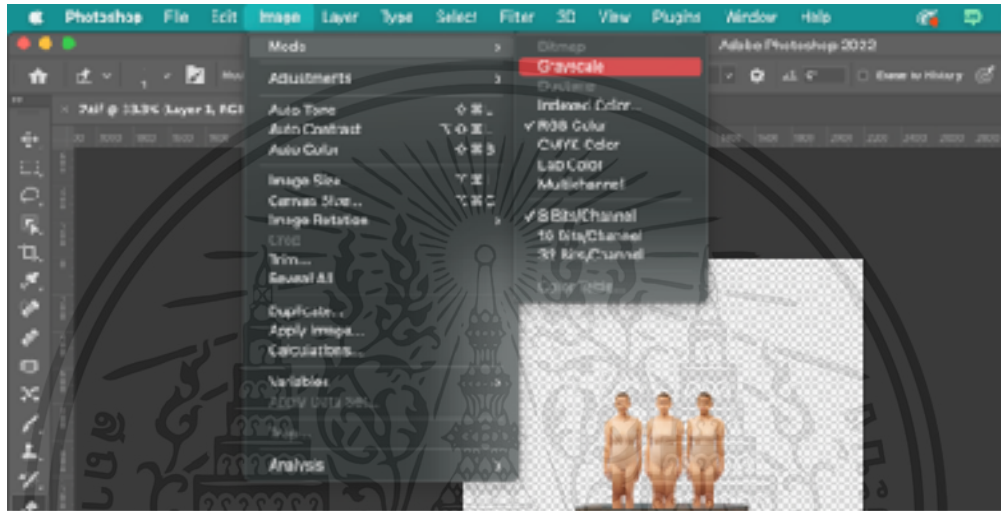 Photoshop File Edit Image Layer Type Select Filter 3D View Plugins Window Help
Adobe Photoshop 2022
Mode
Adjustments
Auto Tone
Auto Contrast
Auto Color
Image Size
Canvas Size...
Image Rotation
Crop
Trim...
Reveal All
Duplicate...
Apply Image...
Calculations...
Variables
Apply Data Set...
Trap...
Analysis
Bitmap
Grayscale
Duotone
Indexed Color...
✓ RGB Color
CMYK Color
Lab Color
Multichannel
✓ 8 Bits/Channel
16 Bits/Channel
32 Bits/Channel
Color Table...
Erase to History